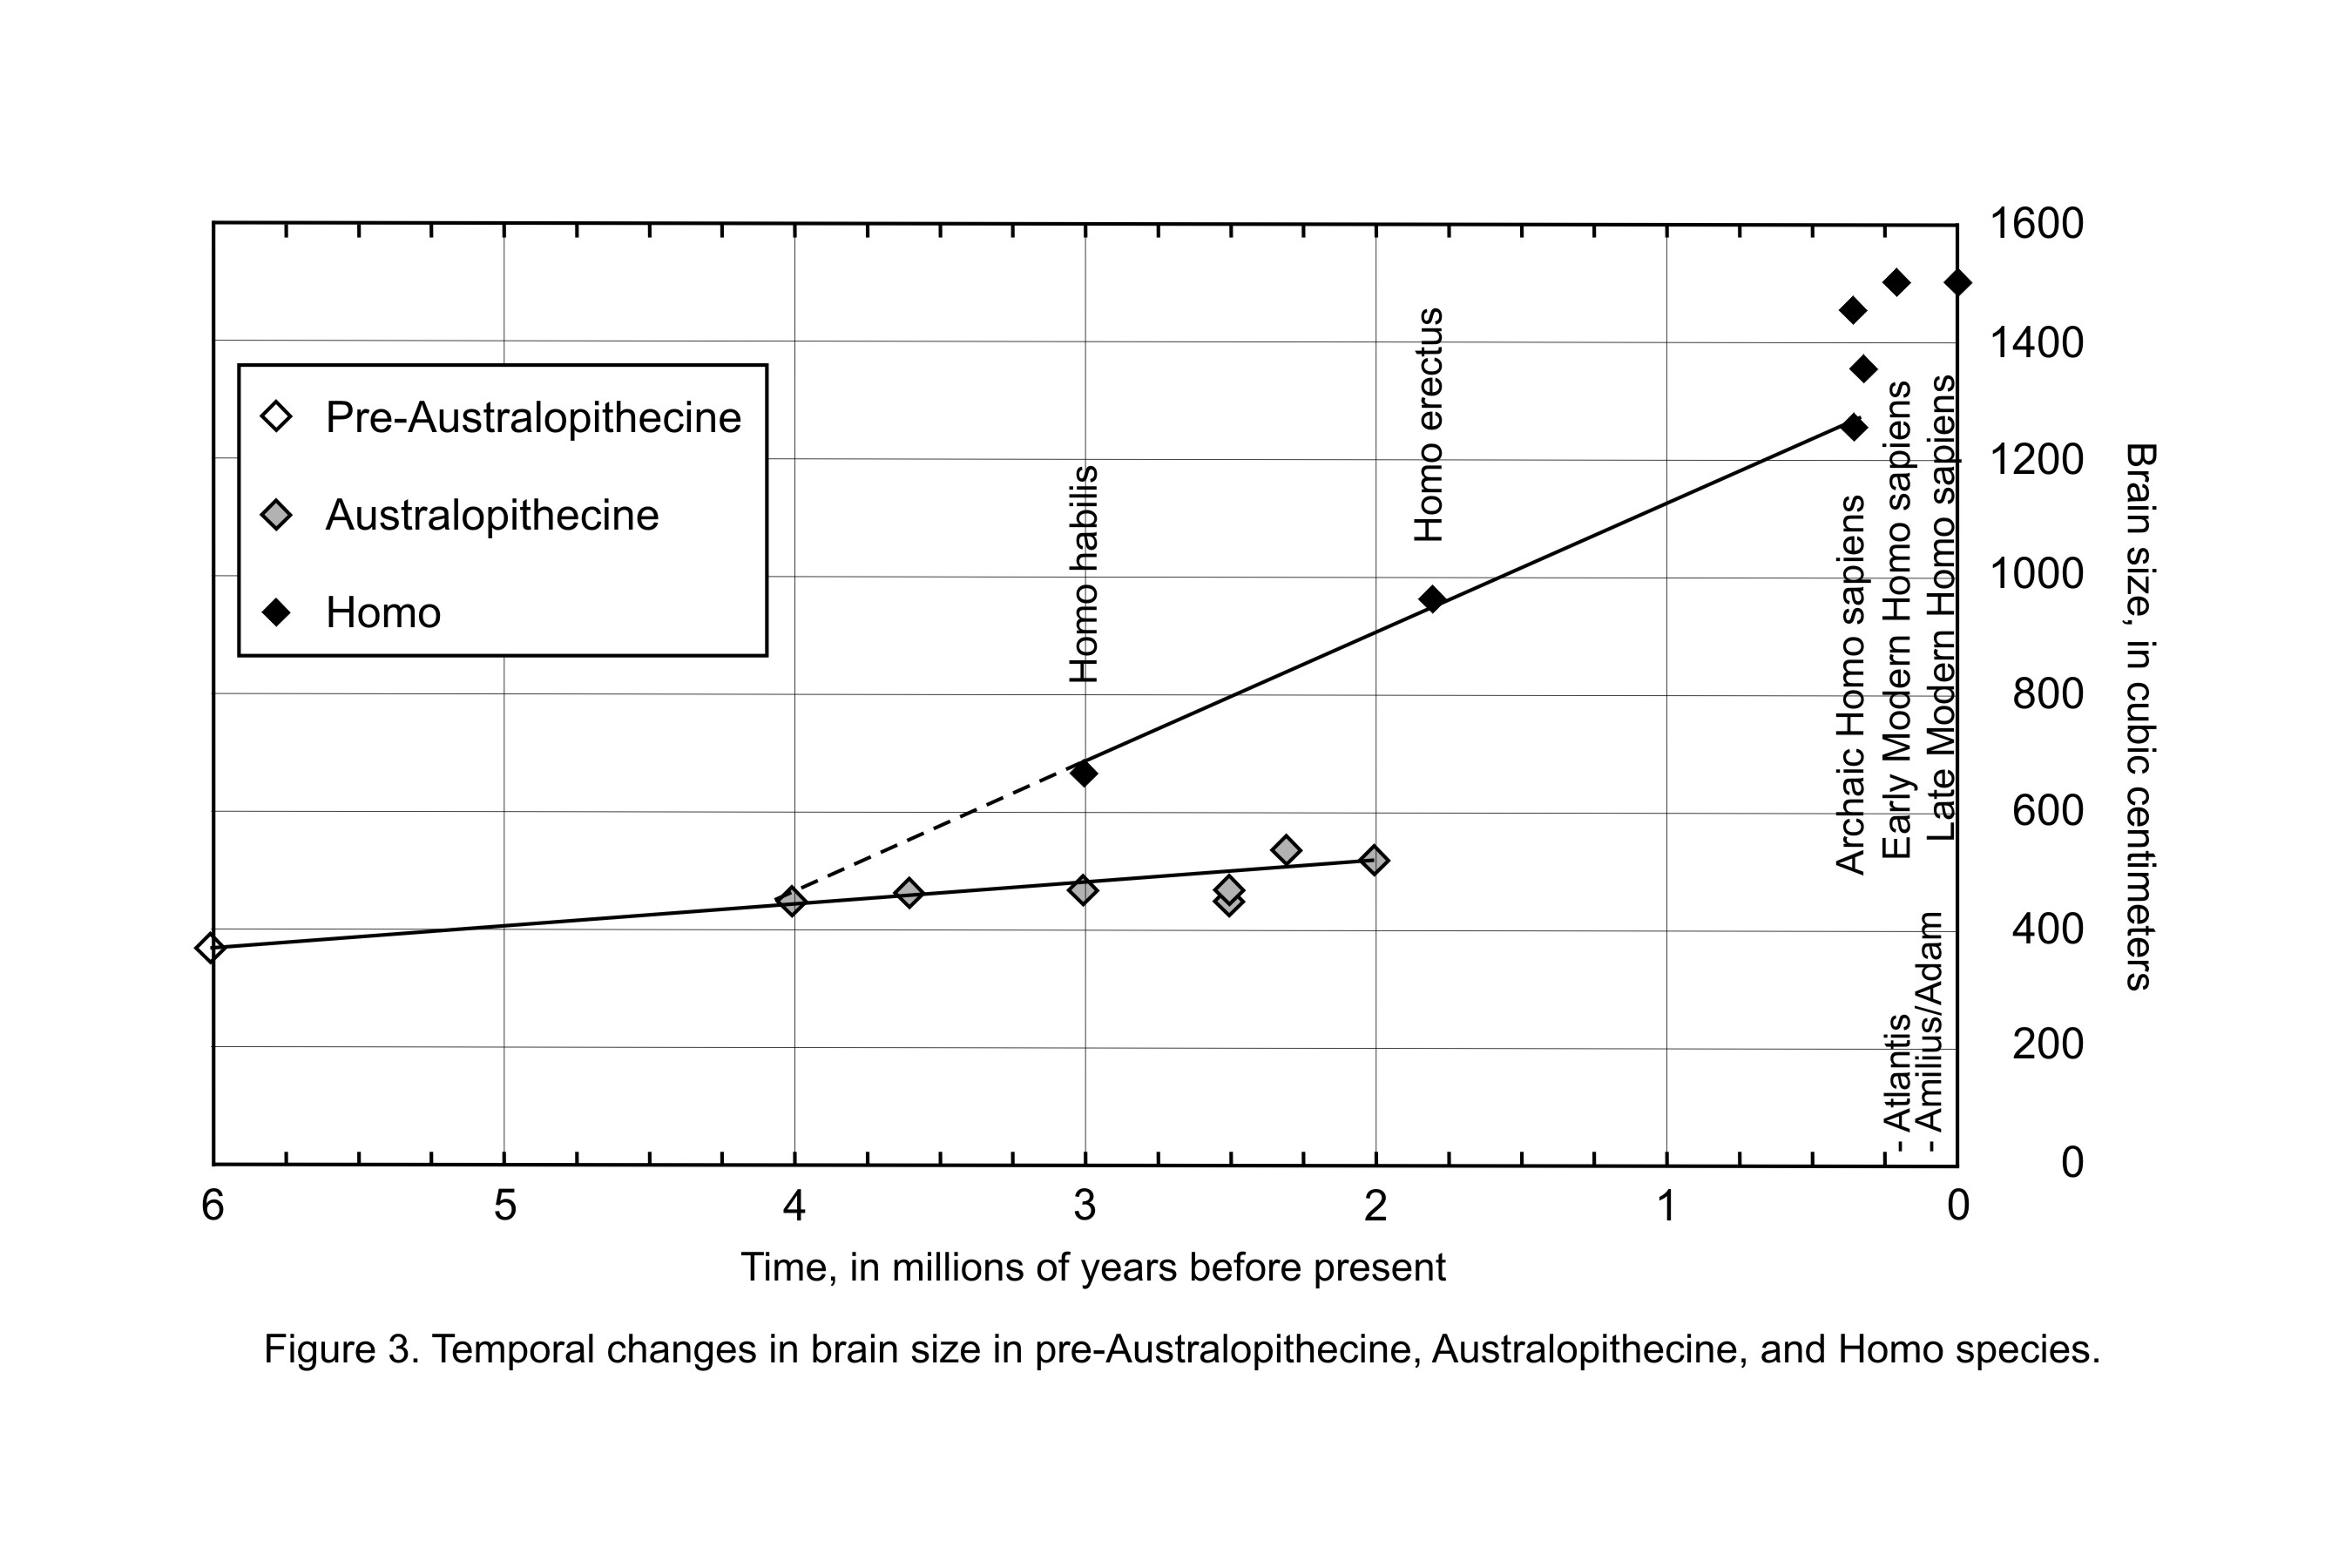 1600
1400
1200
1000
800
600
400
200
0
Brain size, in cubic centimeters
Pre-Australopithecine
Australopithecine
Homo
Homo habilis
Homo erectus
Archaic Homo sapiens
Early Modern Homo sapiens
Late Modern Homo sapiens
- Atlantis
- Amilius/Adam
6 5 4 3 2 1 0
Time, in millions of years before present
Figure 3. Temporal changes in brain size in pre-Australopithecine, Australopithecine, and Homo species.